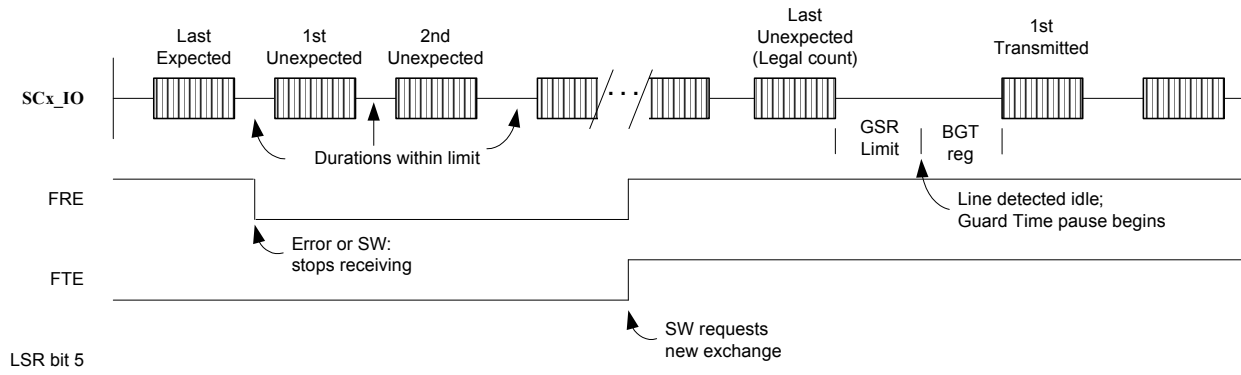 Last
Expected
1st
Unexpected
2nd
Unexpected
Last
Unexpected
(Legal count)
1st
Transmitted
SCx_IO
. . .
Durations within limit
GSR
Limit
BGT
reg
FRE
Line detected idle;
Guard Time pause begins
Error or SW:
stops receiving
FTE
SW requests
new exchange
LSR bit 5